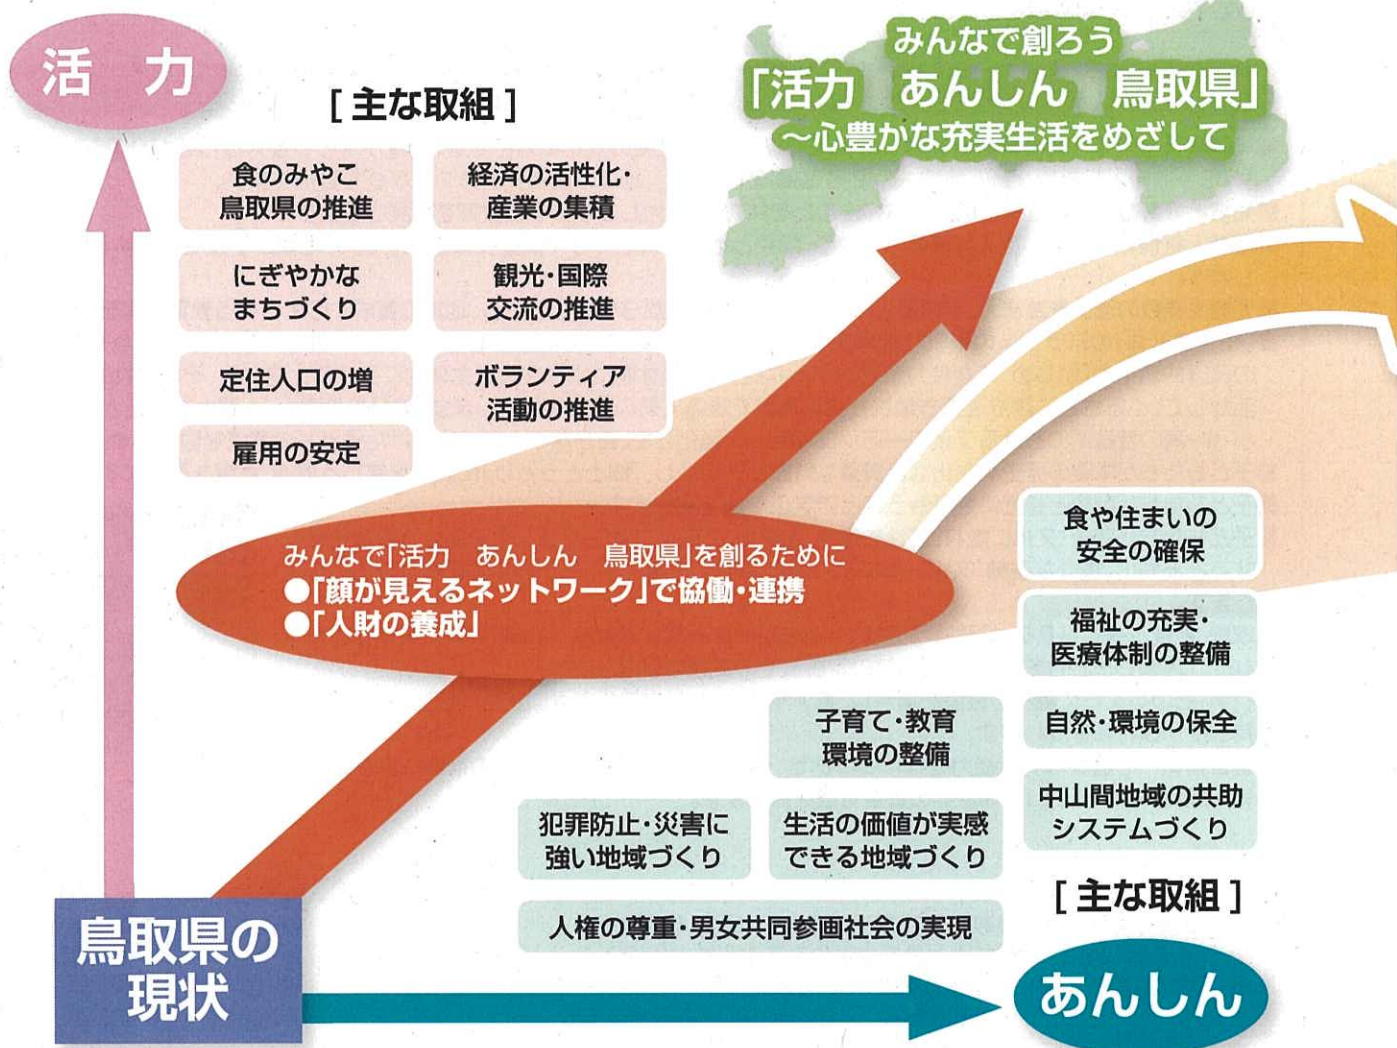 活 力
[ 主な取組 ]
食のみやこ
鳥取県の推進
経済の活性化・
産業の集積
にぎやかな
まちづくり
観光・国際
交流の推進
定住人口の増
ボランティア
活動の推進
雇用の安定
みんなで創ろう
「活力 あんしん 鳥取県」
〜心豊かな充実生活をめざして
みんなで「活力 あんしん 鳥取県」を創るために
●「顔が見えるネットワーク」で協働・連携
●「人財の養成」
食や住まいの
安全の確保
福祉の充実・
医療体制の整備
子育て・教育
環境の整備
自然・環境の保全
犯罪防止・災害に
強い地域づくり
生活の価値が実感
できる地域づくり
中山間地域の共助
システムづくり
人権の尊重・男女共同参画社会の実現
[ 主な取組 ]
鳥取県の
現状
あんしん